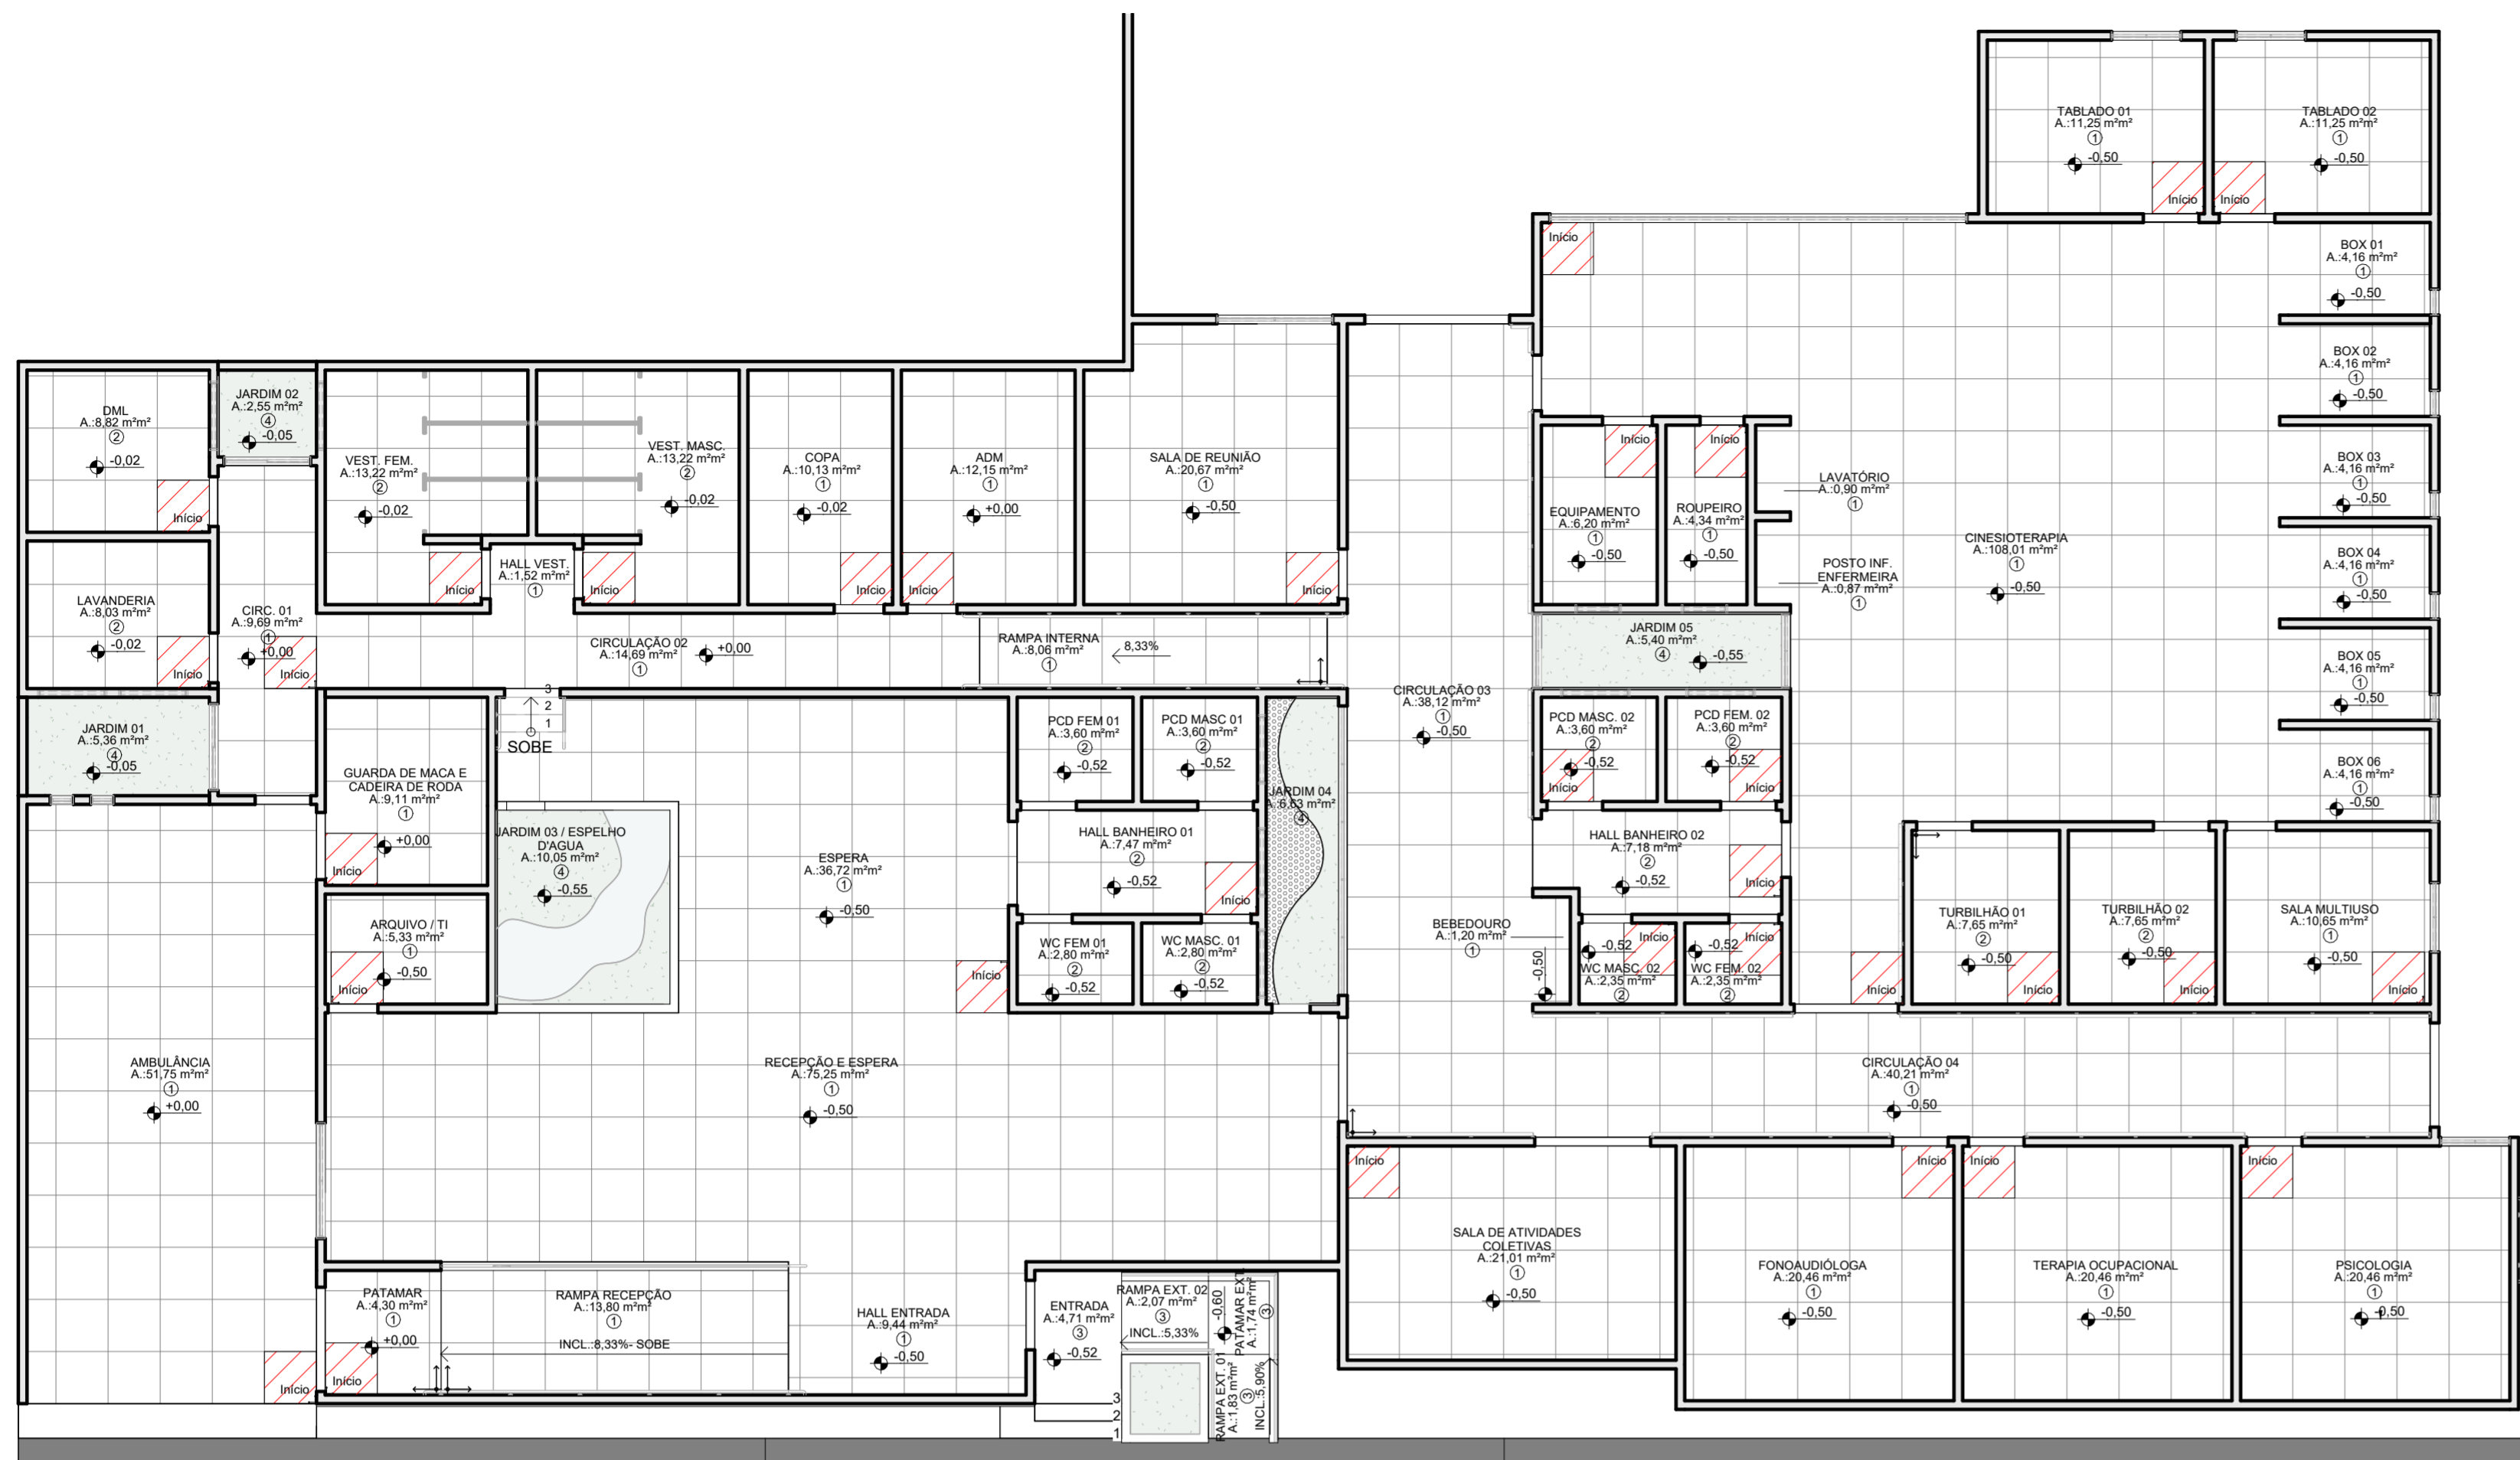 TABLADO 01
A.:11,25 m²m²
1
-0,50
Início
TABLADO 02
A.:11,25 m²m²
1
-0,50
Início
Início
BOX 01
A.:4,16 m²m²
1
-0,50
BOX 02
A.:4,16 m²m²
1
-0,50
BOX 03
A.:4,16 m²m²
1
-0,50
BOX 04
A.:4,16 m²m²
1
-0,50
BOX 05
A.:4,16 m²m²
1
-0,50
BOX 06
A.:4,16 m²m²
1
-0,50
DML
A.:8,82 m²m²
2
-0,02
Início
JARDIM 02
A.:2,55 m²m²
4
-0,05
VEST. FEM.
A.:13,22 m²m²
2
-0,02
Início
VEST. MASC.
A.:13,22 m²m²
2
-0,02
Início
COPA
A.:10,13 m²m²
1
-0,02
Início
ADM
A.:12,15 m²m²
1
+0,00
Início
SALA DE REUNIÃO
A.:20,67 m²m²
1
-0,50
Início
EQUIPAMENTO
A.:6,20 m²m²
1
-0,50
Início
ROUPEIRO
A.:4,34 m²m²
1
-0,50
Início
LAVATÓRIO
A.:0,90 m²m²
1
POSTO INF.
ENFERMEIRA
A.:0,87 m²m²
1
CINESIOTERAPIA
A.:108,01 m²m²
1
-0,50
LAVANDERIA
A.:8,03 m²m²
2
-0,02
Início
CIRC. 01
A.:9,69 m²m²
1
+0,00
Início
HALL VEST.
A.:1,52 m²m²
1
CIRCULAÇÃO 02
A.:14,69 m²m²
1
+0,00
RAMPA INTERNA
A.:8,06 m²m²
1
8,33%
JARDIM 05
A.:5,40 m²m²
4
-0,55
CIRCULAÇÃO 03
A.:38,12 m²m²
1
-0,50
JARDIM 01
A.:5,36 m²m²
4
-0,05
GUARDA DE MACA E
CADEIRA DE RODA
A.:9,11 m²m²
1
+0,00
Início
3
2
1
SOBE
PCD FEM 01
A.:3,60 m²m²
2
-0,52
PCD MASC 01
A.:3,60 m²m²
2
-0,52
JARDIM 04
A.:6,63 m²m²
4
PCD MASC. 02
A.:3,60 m²m²
2
-0,52
Início
PCD FEM. 02
A.:3,60 m²m²
2
-0,52
Início
JARDIM 03 / ESPELHO
D'AGUA
A.:10,05 m²m²
4
-0,55
ESPERA
A.:36,72 m²m²
1
-0,50
Início
HALL BANHEIRO 01
A.:7,47 m²m²
2
-0,52
Início
HALL BANHEIRO 02
A.:7,18 m²m²
2
-0,52
Início
ARQUIVO / TI
A.:5,33 m²m²
1
-0,50
Início
WC FEM 01
A.:2,80 m²m²
2
-0,52
WC MASC. 01
A.:2,80 m²m²
2
-0,52
BEBEDOURO
A.:1,20 m²m²
1
-0,50
-0,52
Início
WC MASC. 02
A.:2,35 m²m²
2
-0,52
Início
WC FEM. 02
A.:2,35 m²m²
2
Início
TURBILHÃO 01
A.:7,65 m²m²
2
-0,50
Início
TURBILHÃO 02
A.:7,65 m²m²
2
-0,50
Início
SALA MULTIUSO
A.:10,65 m²m²
1
-0,50
Início
AMBULÂNCIA
A.:51,75 m²m²
1
+0,00
Início
RECEPÇÃO E ESPERA
A.:75,25 m²m²
1
-0,50
CIRCULAÇÃO 04
A.:40,21 m²m²
1
-0,50
Início
SALA DE ATIVIDADES
COLETIVAS
A.:21,01 m²m²
1
-0,50
Início
FONOAUDIÓLOGA
A.:20,46 m²m²
1
-0,50
Início
TERAPIA OCUPACIONAL
A.:20,46 m²m²
1
-0,50
Início
PSICOLOGIA
A.:20,46 m²m²
1
-0,50
PATAMAR
A.:4,30 m²m²
1
+0,00
Início
RAMPA RECEPÇÃO
A.:13,80 m²m²
1
INCL.:8,33%- SOBE
HALL ENTRADA
A.:9,44 m²m²
1
-0,50
ENTRADA
A.:4,71 m²m²
3
-0,52
RAMPA EXT. 02
A.:2,07 m²m²
3
INCL.:5,33%
-0,60
PATAMAR EXT.
A.:1,74 m²m²
3
RAMPA EXT. 01
A.:1,83 m²m²
3
INCL.:5,90%
3
2
1